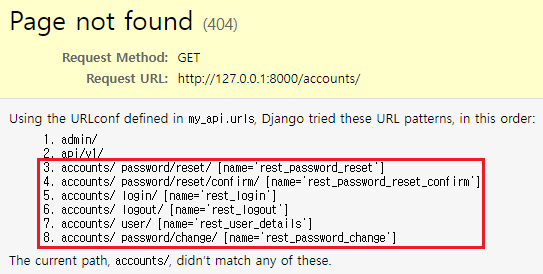 Page not found (404)
Request Method: GET
Request URL: http://127.0.0.1:8000/accounts/
Using the URLconf defined in my_api.urls, Django tried these URL patterns, in this order:
1. admin/
2. api/v1/
3. accounts/ password/reset/ [name='rest_password_reset']
4. accounts/ password/reset/confirm/ [name='rest_password_reset_confirm']
5. accounts/ login/ [name='rest_login']
6. accounts/ logout/ [name='rest_logout']
7. accounts/ user/ [name='rest_user_details']
8. accounts/ password/change/ [name='rest_password_change']
The current path, accounts/, didn't match any of these.